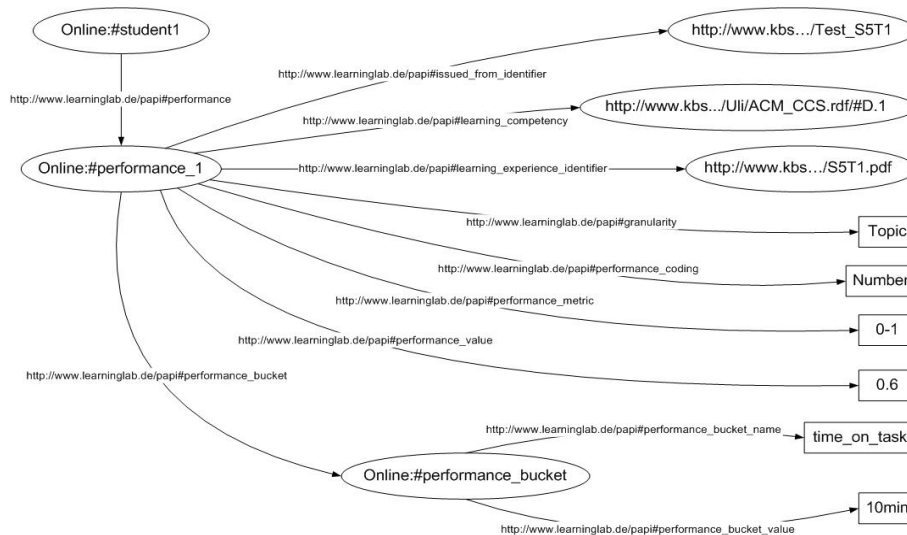 Online:#student1
http://www.kbs…/Test_S5T1
http://www.learninglab.de/papi#issued_from_identifier
http://www.learninglab.de/papi#performance
http://www.kbs…/Uli/ACM_CCS.rdf/#D.1
http://www.learninglab.de/papi#learning_competency
Online:#performance_1
http://www.learninglab.de/papi#learning_experience_identifier
http://www.kbs…/S5T1.pdf
http://www.learninglab.de/papi#granularity
Topic
http://www.learninglab.de/papi#performance_coding
Number
http://www.learninglab.de/papi#performance_metric
0-1
http://www.learninglab.de/papi#performance_value
http://www.learninglab.de/papi#performance_bucket
0.6
http://www.learninglab.de/papi#performance_bucket_name
time_on_task
Online:#performance_bucket
10min
http://www.learninglab.de/papi#performance_bucket_value